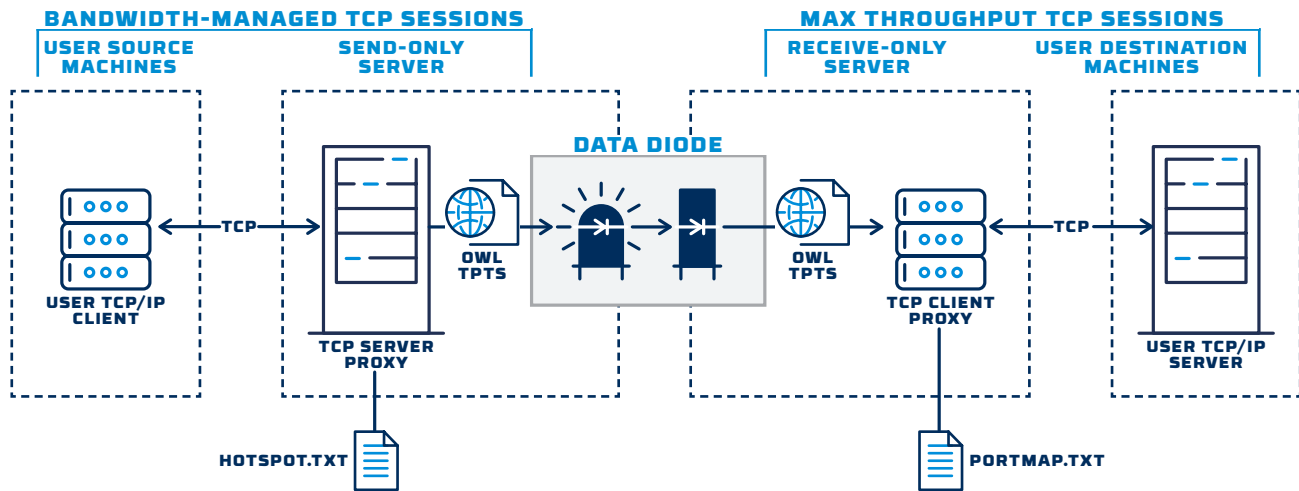 BANDWIDTH-MANAGED TCP SESSIONS
MAX THROUGHPUT TCP SESSIONS
USER SOURCE
MACHINES
SEND-ONLY
SERVER
RECEIVE-ONLY
SERVER
USER DESTINATION
MACHINES
DATA DIODE
TCP
OWL
TPTS
OWL
TPTS
TCP
USER TCP/IP
CLIENT
TCP SERVER
PROXY
TCP CLIENT
PROXY
USER TCP/IP
SERVER
HOTSPOT.TXT
PORTMAP.TXT